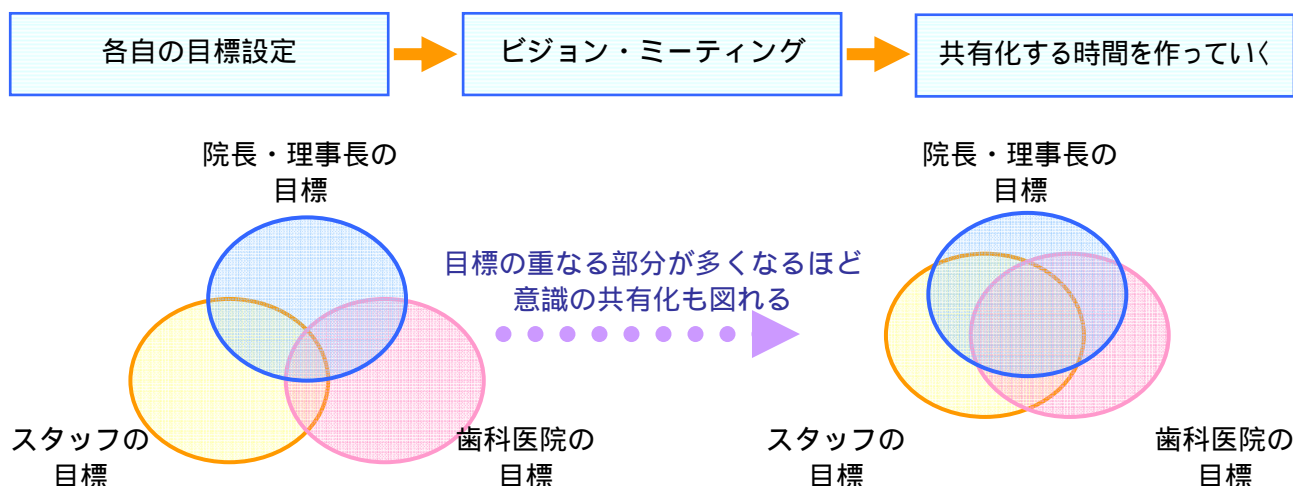 各自の目標設定
ビジョン・ミーティング
共有化する時間を作っていく
院長・理事長の
目標
院長・理事長の
目標
目標の重なる部分が多くなるほど
意識の共有化も図れる
スタッフの
目標
歯科医院の
目標
スタッフの
目標
歯科医院の
目標